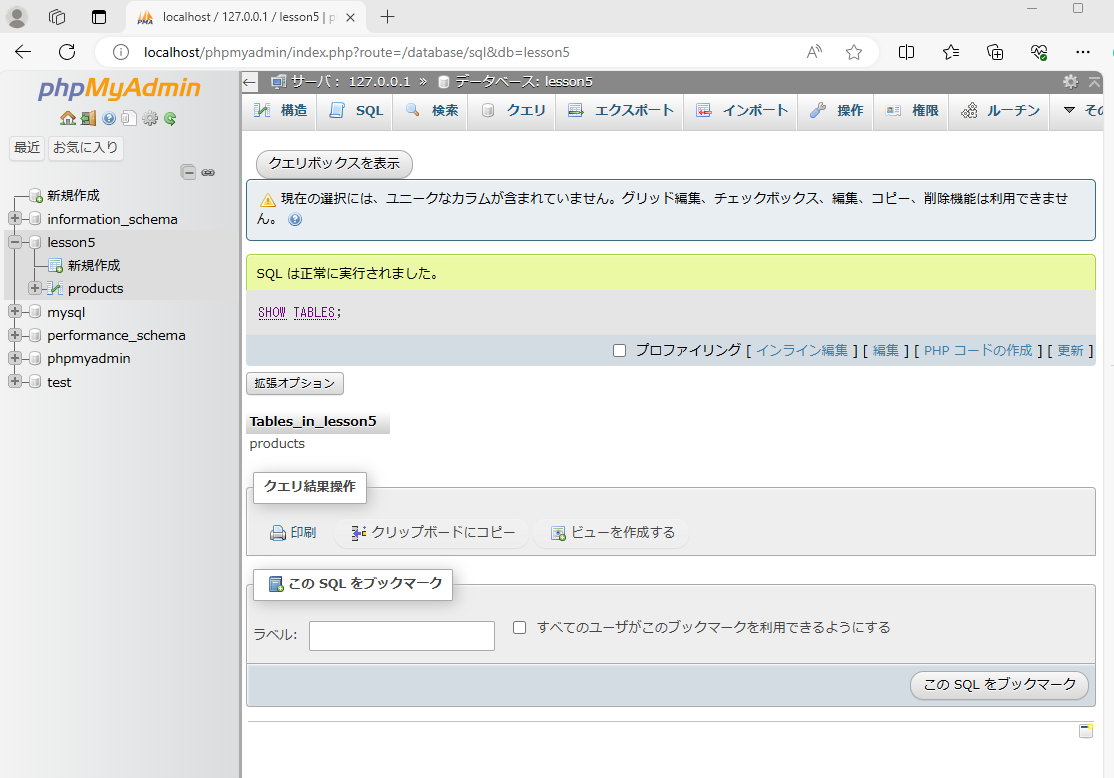 localhost / 127.0.0.1 / lesson5 | p
localhost/phpmyadmin/index.php?route=/database/sql&db=lesson5
phpMyAdmin
最近 お気に入り
新規作成
information_schema
lesson5
新規作成
products
mysql
performance_schema
phpmyadmin
test
サーバ: 127.0.0.1 » データベース: lesson5
構造 SQL 検索 クエリ エクスポート インポート 操作 権限 ルーチン その
クエリボックスを表示
現在の選択には、ユニークなカラムが含まれていません。グリッド編集、チェックボックス、編集、コピー、削除機能は利用できませ
ん。
SQL は正常に実行されました。
SHOW TABLES;
プロファイリング [ インライン編集 ] [ 編集 ] [ PHP コードの作成 ] [ 更新 ]
拡張オプション
Tables_in_lesson5
products
クエリ結果操作
印刷 クリップボードにコピー ビューを作成する
この SQL をブックマーク
ラベル: すべてのユーザがこのブックマークを利用できるようにする
この SQL をブックマーク